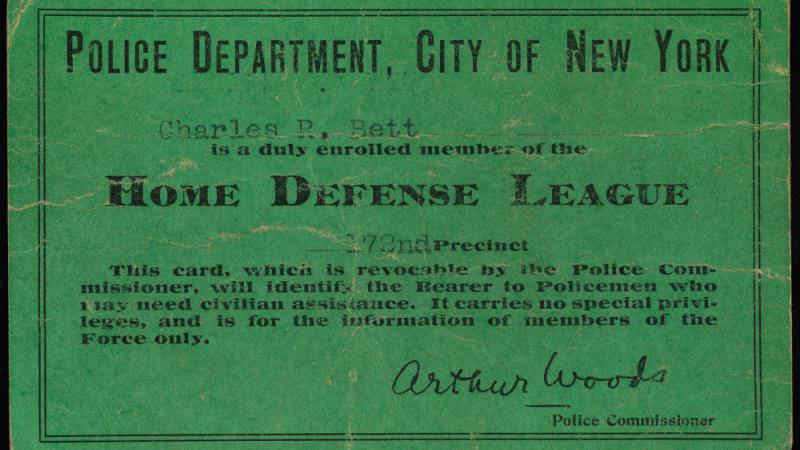 POLICE DEPARTMENT, CITY OF NEW YORK
Charles R. Bett
is a duly enrolled member of the
HOME DEFENSE LEAGUE
172nd Precinct
This card, which is revocable by the Police Com-
missioner, will identify the Bearer to Policemen who
may need civilian assistance. It carries no special privi-
leges, and is for the information of members of the
Force only.
Arthur Woods
Police Commissioner